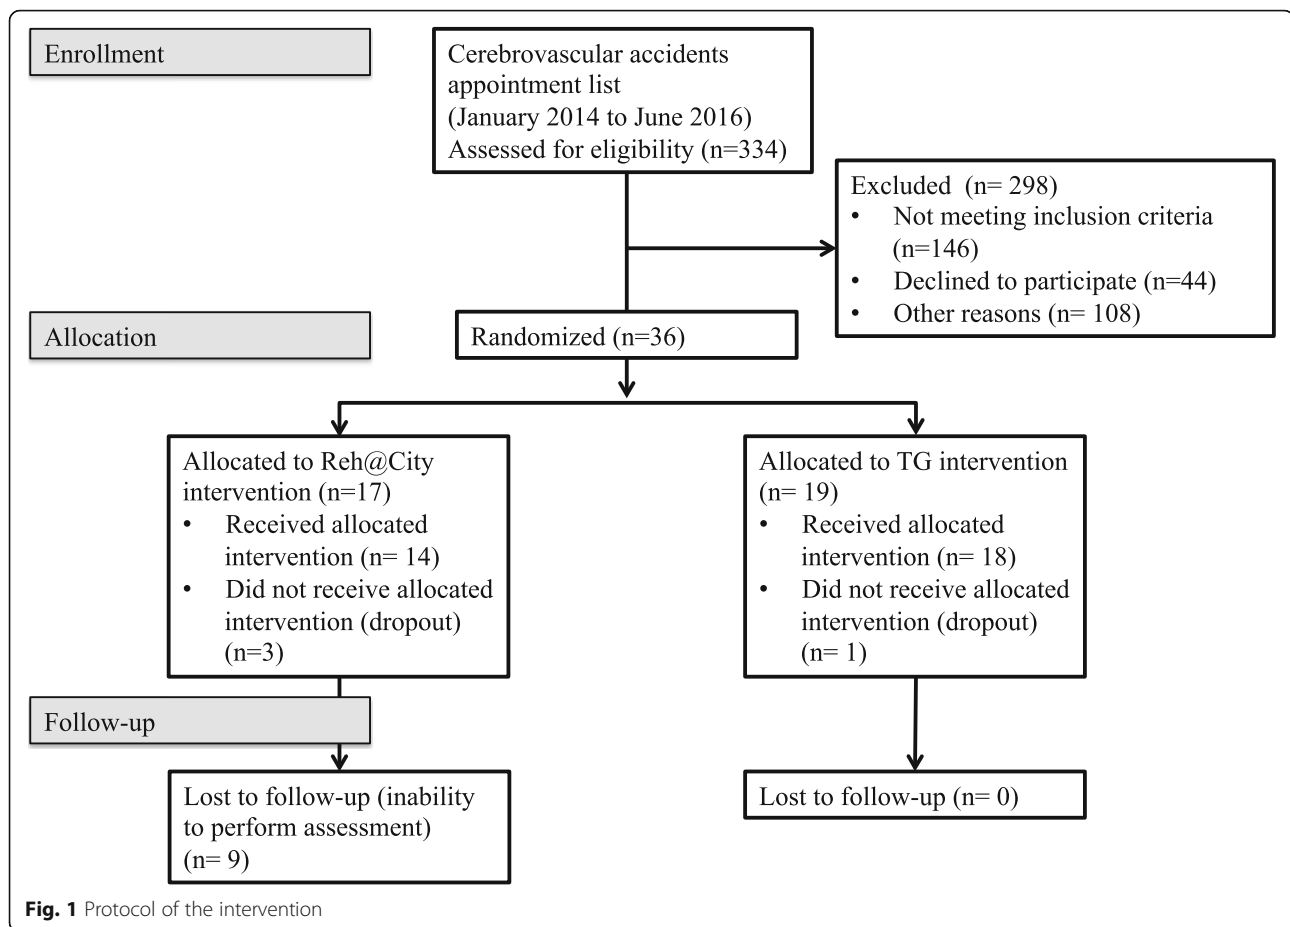 Enrollment
Cerebrovascular accidents
appointment list
(January 2014 to June 2016)
Assessed for eligibility (n=334)
Excluded (n= 298)
• Not meeting inclusion criteria
(n=146)
• Declined to participate (n=44)
• Other reasons (n= 108)
Allocation
Randomized (n=36)
Allocated to Reh@City
intervention (n=17)
• Received allocated
intervention (n= 14)
• Did not receive allocated
intervention (dropout)
(n=3)
Allocated to TG intervention
(n= 19)
• Received allocated
intervention (n= 18)
• Did not receive allocated
intervention (dropout)
(n= 1)
Follow-up
Lost to follow-up (inability
to perform assessment)
(n= 9)
Lost to follow-up (n= 0)
Fig. 1 Protocol of the intervention